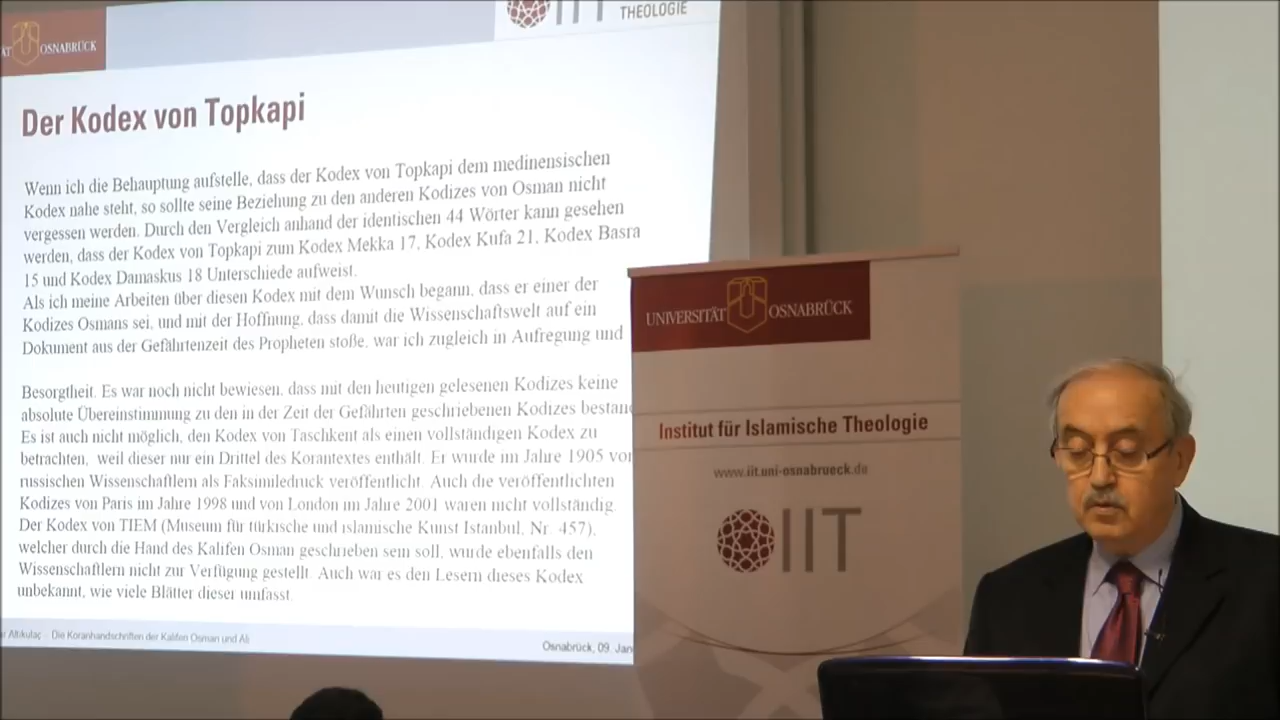 OSNABRÜCK
IIT
THEOLOGIE
Der Kodex von Topkapi
Wenn ich die Behauptung aufstelle, dass der Kodex von Topkapi dem medinensischen
Kodex nahe steht, so sollte seine Beziehung zu den anderen Kodizes von Osman nicht
vergessen werden. Durch den Vergleich anhand der identischen 44 Wörter kann gesehen
werden, dass der Kodex von Topkapi zum Kodex Mekka 17, Kodex Kufa 21, Kodex Basra
15 und Kodex Damaskus 18 Unterschiede aufweist.
Als ich meine Arbeiten über diesen Kodex mit dem Wunsch begann, dass er einer der
Kodizes Osmans sei, und mit der Hoffnung, dass damit die Wissenschaftswelt auf ein
Dokument aus der Gefährtenzeit des Propheten stoße, war ich zugleich in Aufregung und
Besorgtheit. Es war noch nicht bewiesen, dass mit den heutigen gelesenen Kodizes keine
absolute Übereinstimmung zu den in der Zeit der Gefährten geschriebenen Kodizes bestand
Es ist auch nicht möglich, den Kodex von Taschkent als einen vollständigen Kodex zu
betrachten, weil dieser nur ein Drittel des Korantextes enthält. Er wurde im Jahre 1905 von
russischen Wissenschaftlern als Faksimiledruck veröffentlicht. Auch die veröffentlichten
Kodizes von Paris im Jahre 1998 und von London im Jahre 2001 waren nicht vollständig.
Der Kodex von TIEM (Museum für türkische und islamische Kunst Istanbul, Nr. 457),
welcher durch die Hand des Kalifen Osman geschrieben sein soll, wurde ebenfalls den
Wissenschaftlern nicht zur Verfügung gestellt. Auch war es den Lesern dieses Kodex
unbekannt, wie viele Blätter dieser umfasst.
Altıkulaç - Die Koranhandschriften der Kalifen Osman und Ali
Osnabrück, 09. Jan
UNIVERSITÄT OSNABRÜCK
Institut für Islamische Theologie
www.iit.uni-osnabrueck.de
IIT